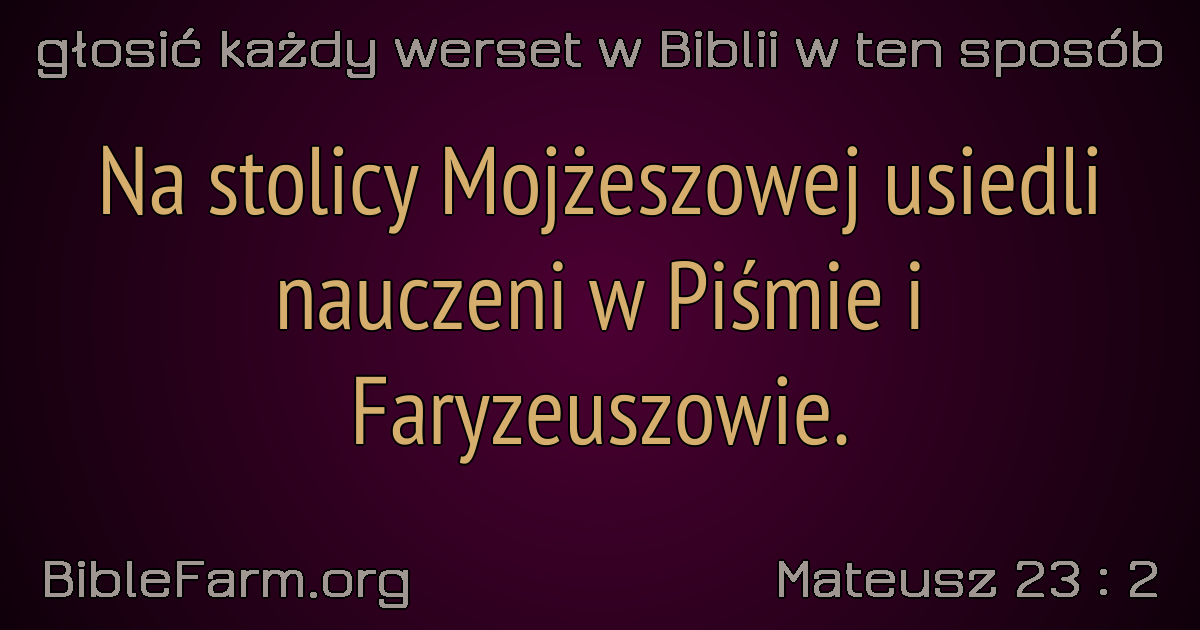 głosić każdy werset w Biblii w ten sposób
Na stolicy Mojżeszowej usiedli
nauczeni w Piśmie i
Faryzeuszowie.
BibleFarm.org
Mateusz 23 : 2